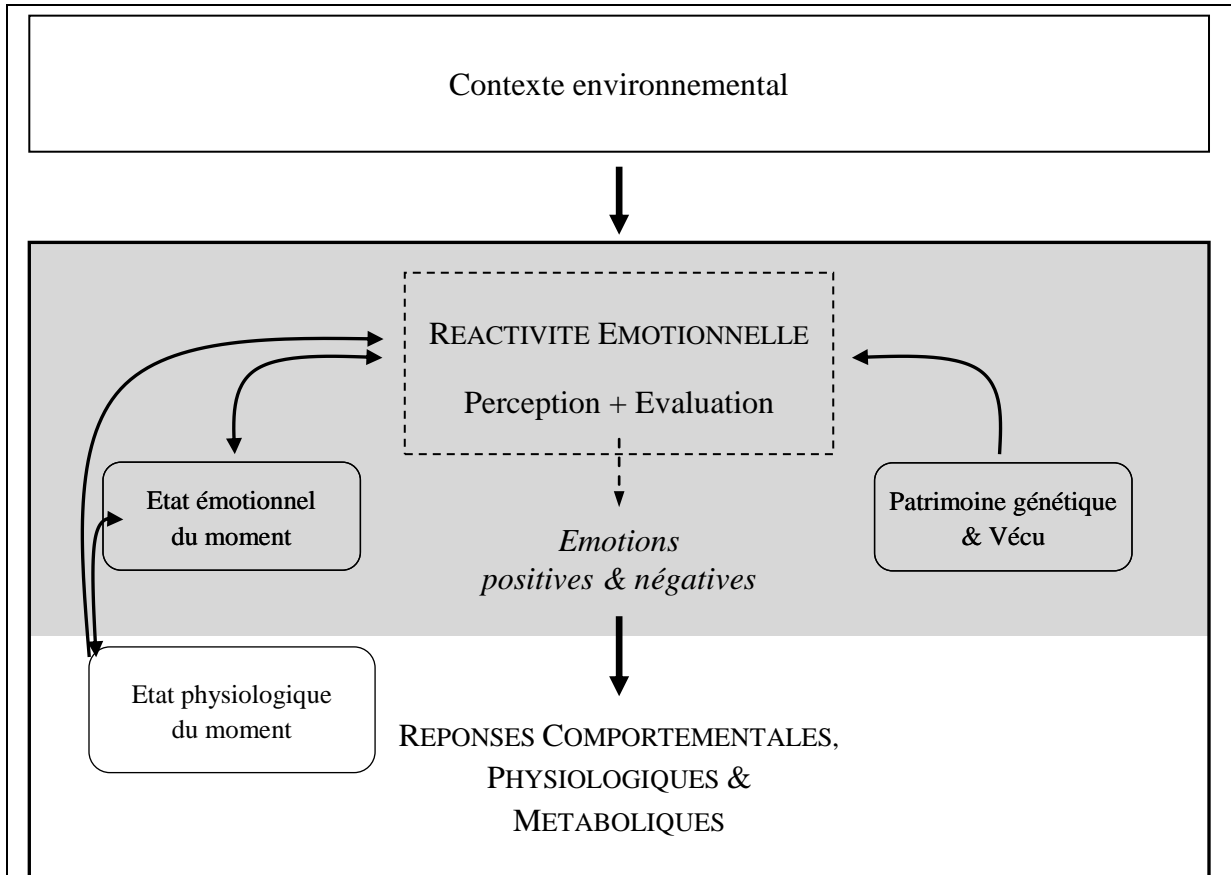 Contexte environnemental
REACTIVITE EMOTIONNELLE
Perception + Evaluation
Etat émotionnel
du moment
Patrimoine génétique
& Vécu
Emotions
positives & négatives
Etat physiologique
du moment
REPONSES COMPORTEMENTALES,
PHYSIOLOGIQUES &
METABOLIQUES